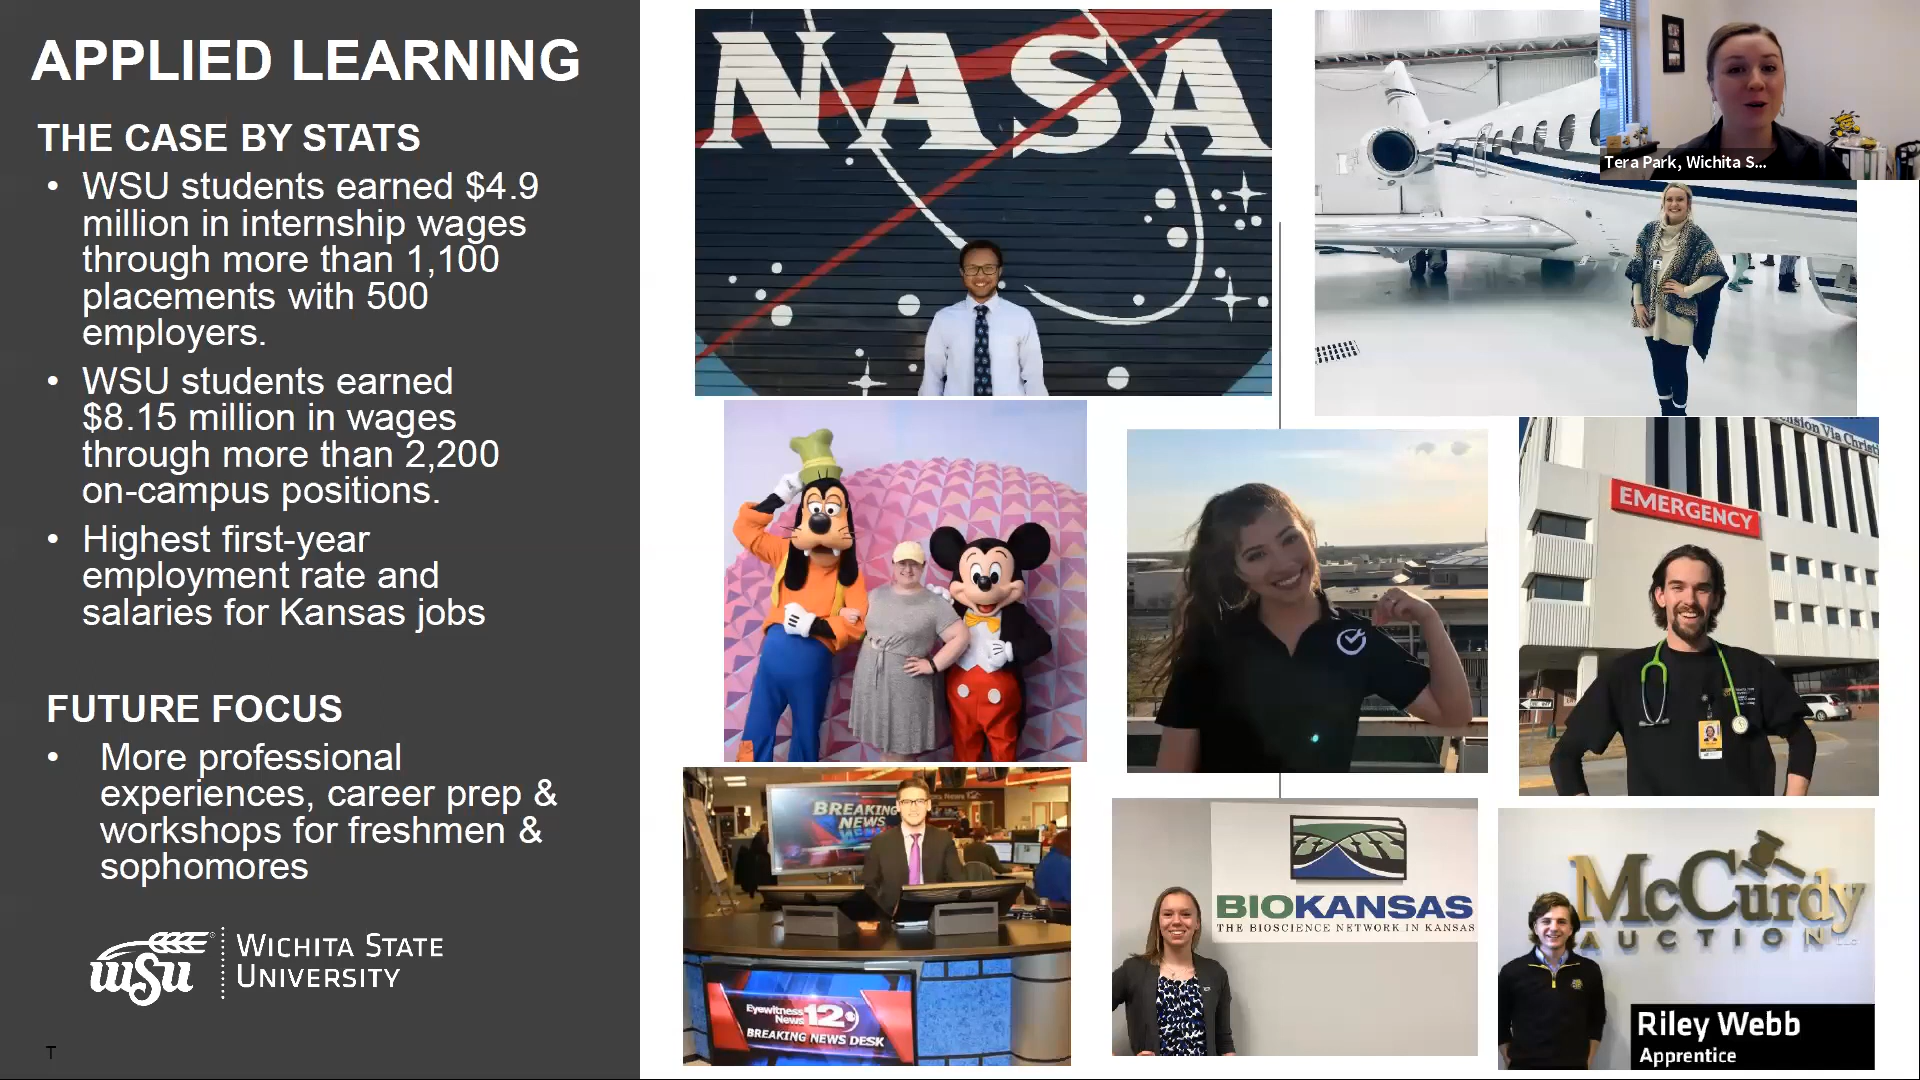 APPLIED LEARNING
THE CASE BY STATS
• WSU students earned $4.9
million in internship wages
through more than 1,100
placements with 500
employers.
• WSU students earned
$8.15 million in wages
through more than 2,200
on-campus positions.
• Highest first-year
employment rate and
salaries for Kansas jobs
FUTURE FOCUS
• More professional
experiences, career prep &
workshops for freshmen &
sophomores
WSU
WICHITA STATE
UNIVERSITY
T
NASA
Tera Park, Wichita S...
Via Christi
EMERGENCY
BREAKING
NEWS
Eyewitness
News 12
BREAKING NEWS DESK
BIOKANSAS
THE BIOSCIENCE NETWORK IN KANSAS
McCurdy
AUCTION
LLC
Riley Webb
Apprentice